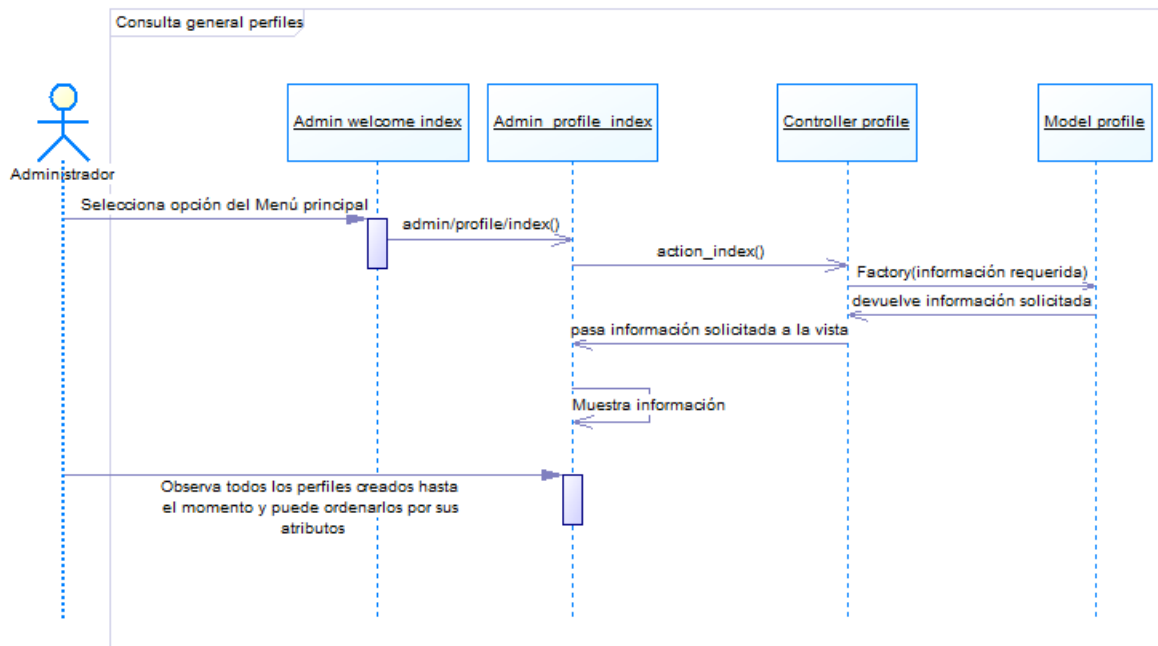 Consulta general perfiles
Admin welcome index
Admin_profile_index
Controller profile
Model profile
Administrador
Selecciona opción del Menú principal
admin/profile/index()
action_index()
Factory(información requerida)
devuelve información solicitada
pasa información solicitada a la vista
Muestra información
Observa todos los perfiles creados hasta
el momento y puede ordenarlos por sus
atributos